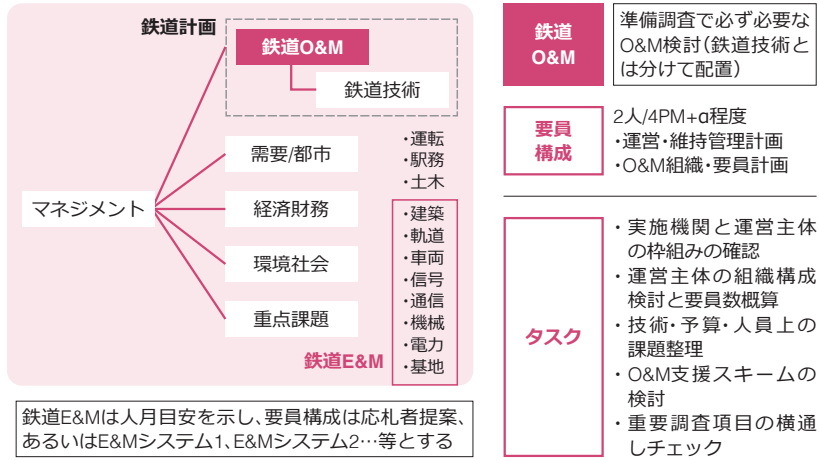 鉄道計画
鉄道O&M
鉄道技術
マネジメント
需要/都市
経済財務
環境社会
重点課題
・運転
・駅務
・土木
・建築
・軌道
・車両
・信号
・通信
・機械
・電力
・基地
鉄道E&M
鉄道E&Mは人月目安を示し、要員構成は応札者提案、
あるいはE&Mシステム1、E&Mシステム2…等とする
鉄道
O&M
準備調査で必ず必要な
O&M検討(鉄道技術と
は分けて配置)
要員
構成
2人/4PM+α程度
・運営・維持管理計画
・O&M組織・要員計画
タスク
・実施機関と運営主体
の枠組みの確認
・運営主体の組織構成
検討と要員数概算
・技術・予算・人員上の
課題整理
・O&M支援スキームの
検討
・重要調査項目の横通
しチェック